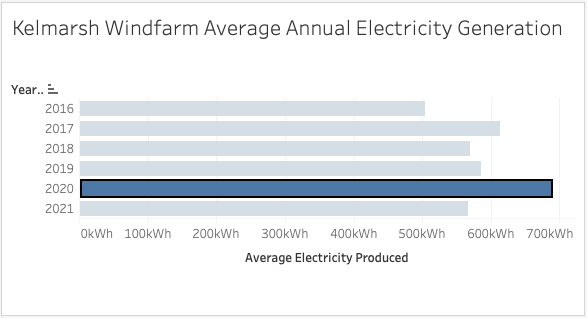 Kelmarsh Windfarm Average Annual Electricity Generation
Year..
2016
2017
2018
2019
2020
2021
0kWh 100kWh 200kWh 300kWh 400kWh 500kWh 600kWh 700kWh
Average Electricity Produced